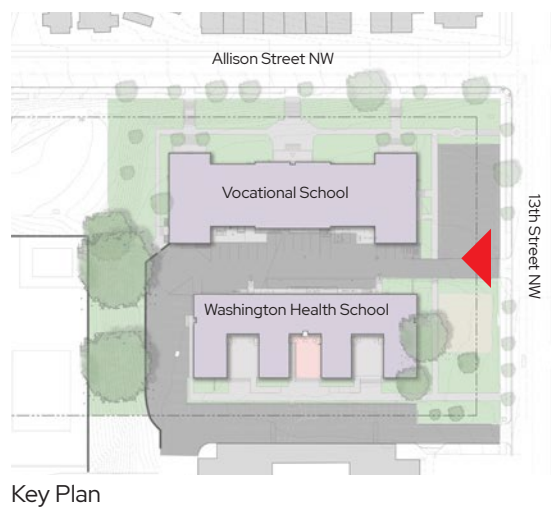 Allison Street NW
Vocational School
13th Street NW
Washington Health School
Key Plan